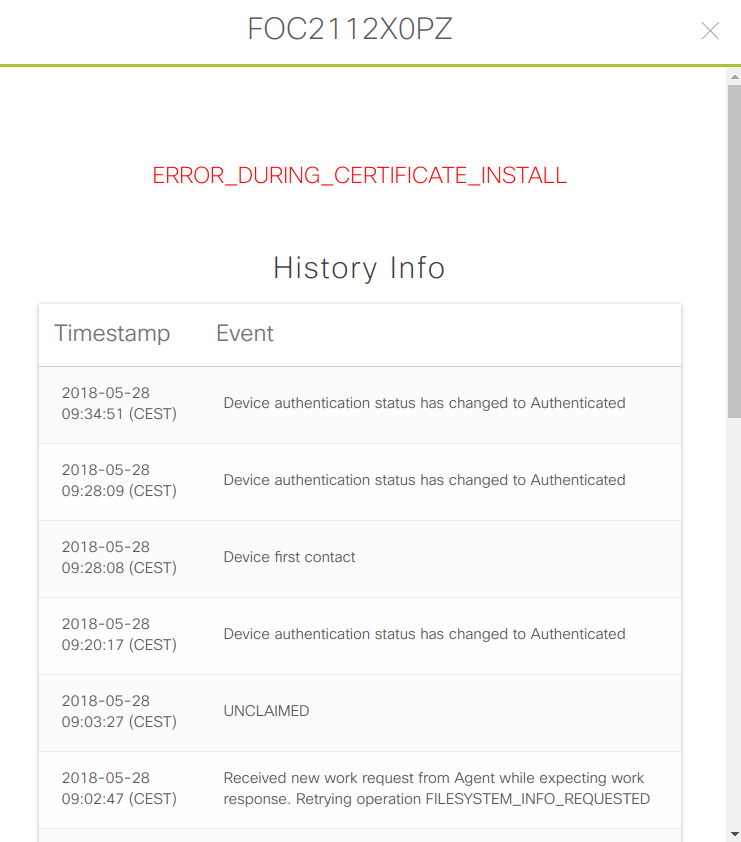 FOC2112X0PZ
ERROR_DURING_CERTIFICATE_INSTALL
History Info
Timestamp Event
2018-05-28
09:34:51 (CEST)
Device authentication status has changed to Authenticated
2018-05-28
09:28:09 (CEST)
Device authentication status has changed to Authenticated
2018-05-28
09:28:08 (CEST)
Device first contact
2018-05-28
09:20:17 (CEST)
Device authentication status has changed to Authenticated
2018-05-28
09:03:27 (CEST)
UNCLAIMED
2018-05-28
09:02:47 (CEST)
Received new work request from Agent while expecting work
response. Retrying operation FILESYSTEM_INFO_REQUESTED